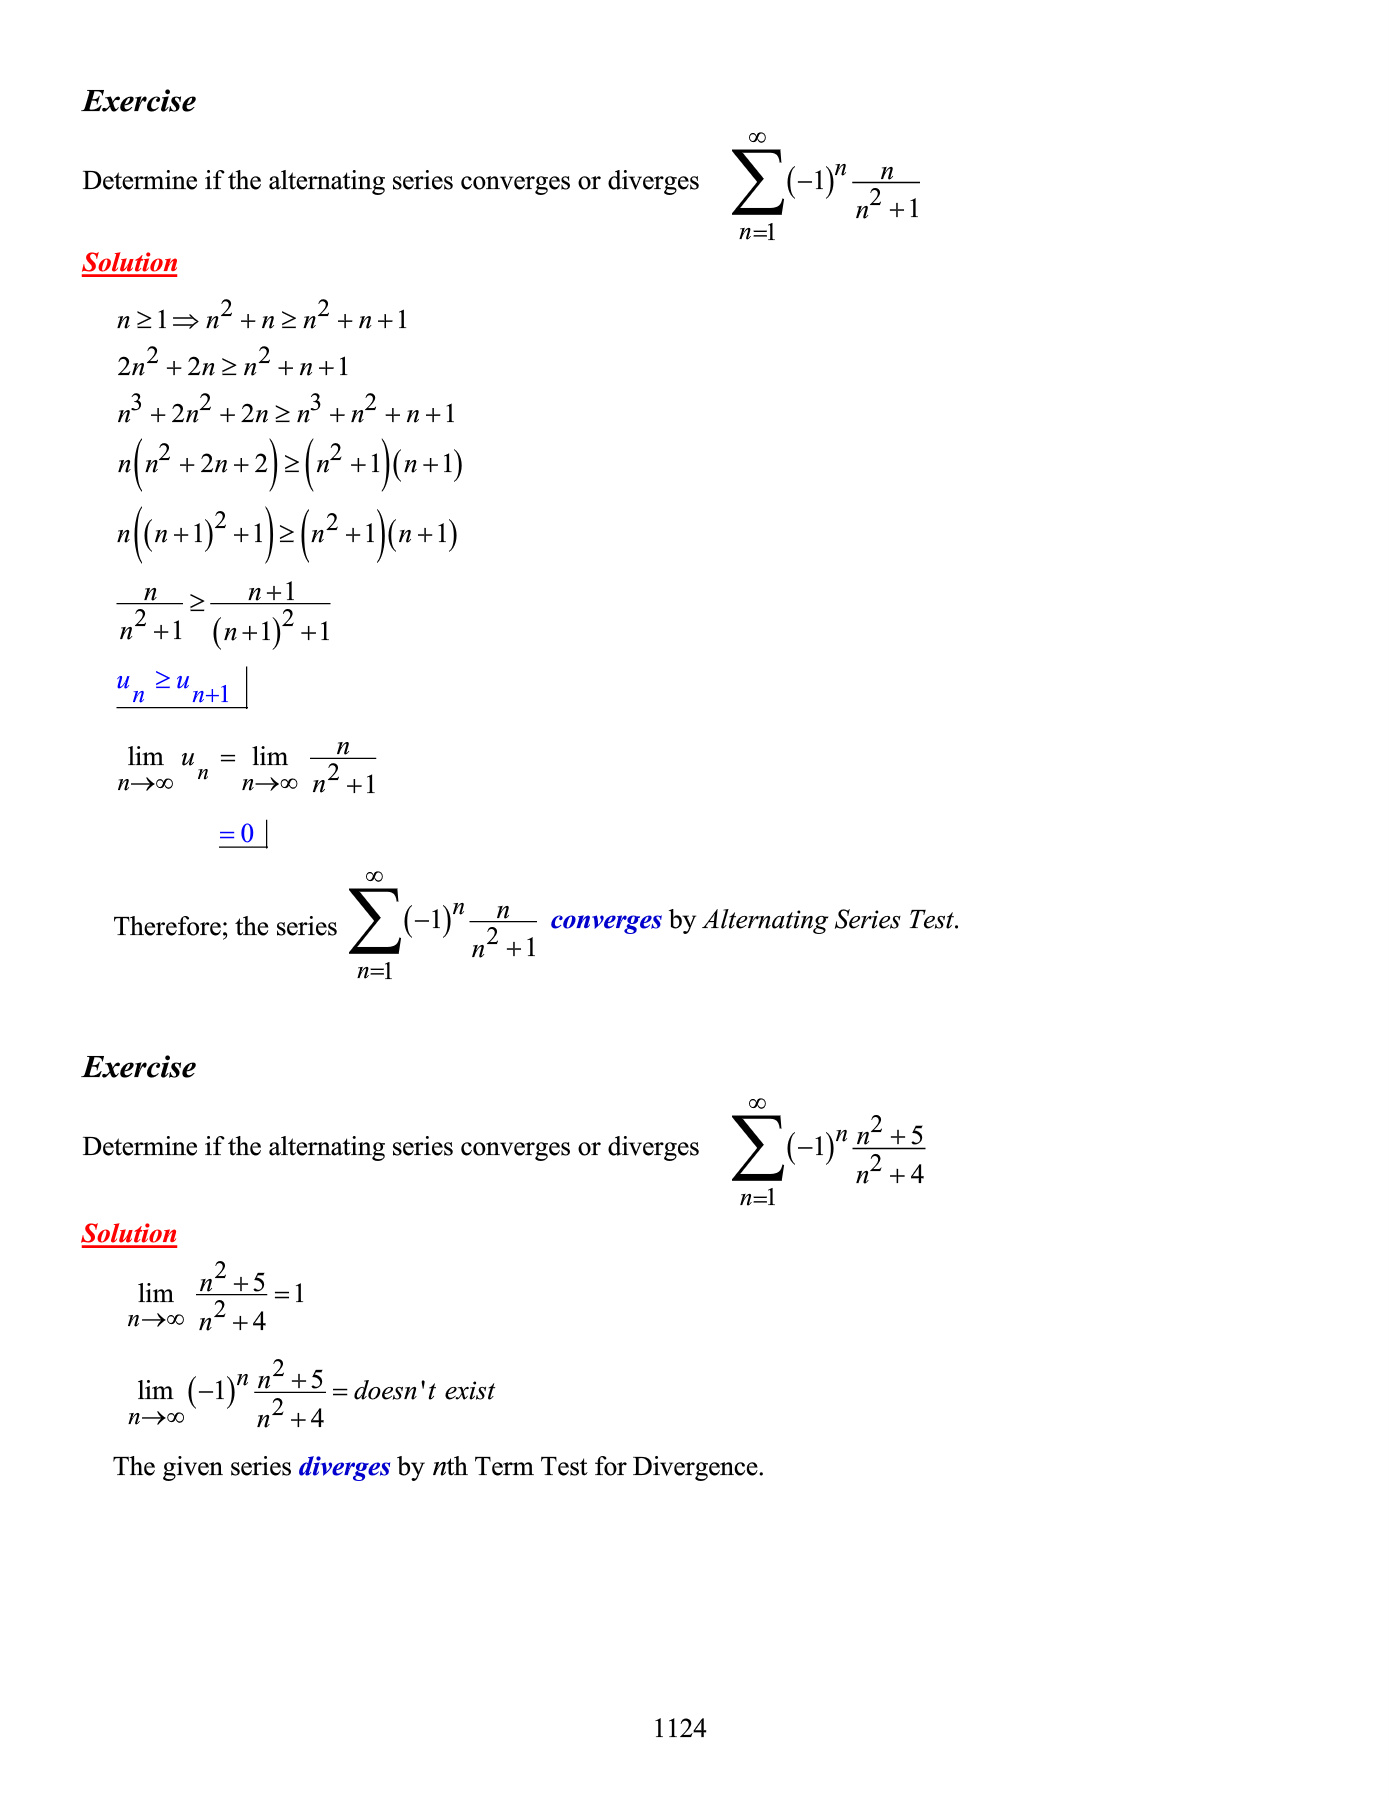 Exercise
Determine if the alternating series converges or diverges $\sum_{n=1}^{\infty} (-1)^n \frac{n}{n^2+1}$
Solution
$n \geq 1 \Rightarrow n^2 + n \geq n^2 + n + 1$
$2n^2 + 2n \geq n^2 + n + 1$
$n^3 + 2n^2 + 2n \geq n^3 + n^2 + n + 1$
$n\left(n^2 + 2n + 2\right) \geq \left(n^2 + 1\right)(n+1)$
$n\left((n+1)^2 + 1\right) \geq \left(n^2 + 1\right)(n+1)$
$\frac{n}{n^2+1} \geq \frac{n+1}{(n+1)^2+1}$
$u_n \geq u_{n+1}$
$\lim_{n \to \infty} u_n = \lim_{n \to \infty} \frac{n}{n^2+1}$
$= 0$
Therefore; the series $\sum_{n=1}^{\infty} (-1)^n \frac{n}{n^2+1}$ converges by Alternating Series Test.
Exercise
Determine if the alternating series converges or diverges $\sum_{n=1}^{\infty} (-1)^n \frac{n^2+5}{n^2+4}$
Solution
$\lim_{n \to \infty} \frac{n^2+5}{n^2+4} = 1$
$\lim_{n \to \infty} (-1)^n \frac{n^2+5}{n^2+4} = doesn't\ exist$
The given series diverges by nth Term Test for Divergence.
1124